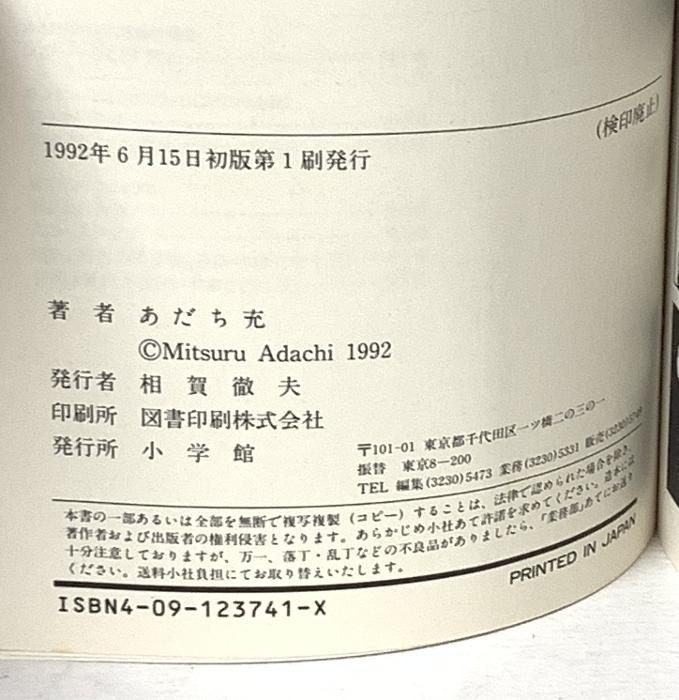 (検印廃止)
1992年6月15日初版第1刷発行
著者 あだち充
©Mitsuru Adachi 1992
発行者 相賀徹夫
印刷所 図書印刷株式会社
発行所 小学館
〒101-01 東京都千代田区一ツ橋二の三の一
振替 東京8-200
TEL 編集(3230)5473 業務(3230)5331 販売(3230)5749
本書の一部あるいは全部を無断で複写複製(コピー)することは、法律で認められた場合を除き、
著作者および出版者の権利侵害となります。あらかじめ小社あて許諾を求めてください。造本には
十分注意しておりますが、万一、落丁・乱丁などの不良品がありましたら、「業務部」あてにお送り
ください。送料小社負担にてお取り替えいたします。
PRINTED IN JAPAN
ISBN4-09-123741-X